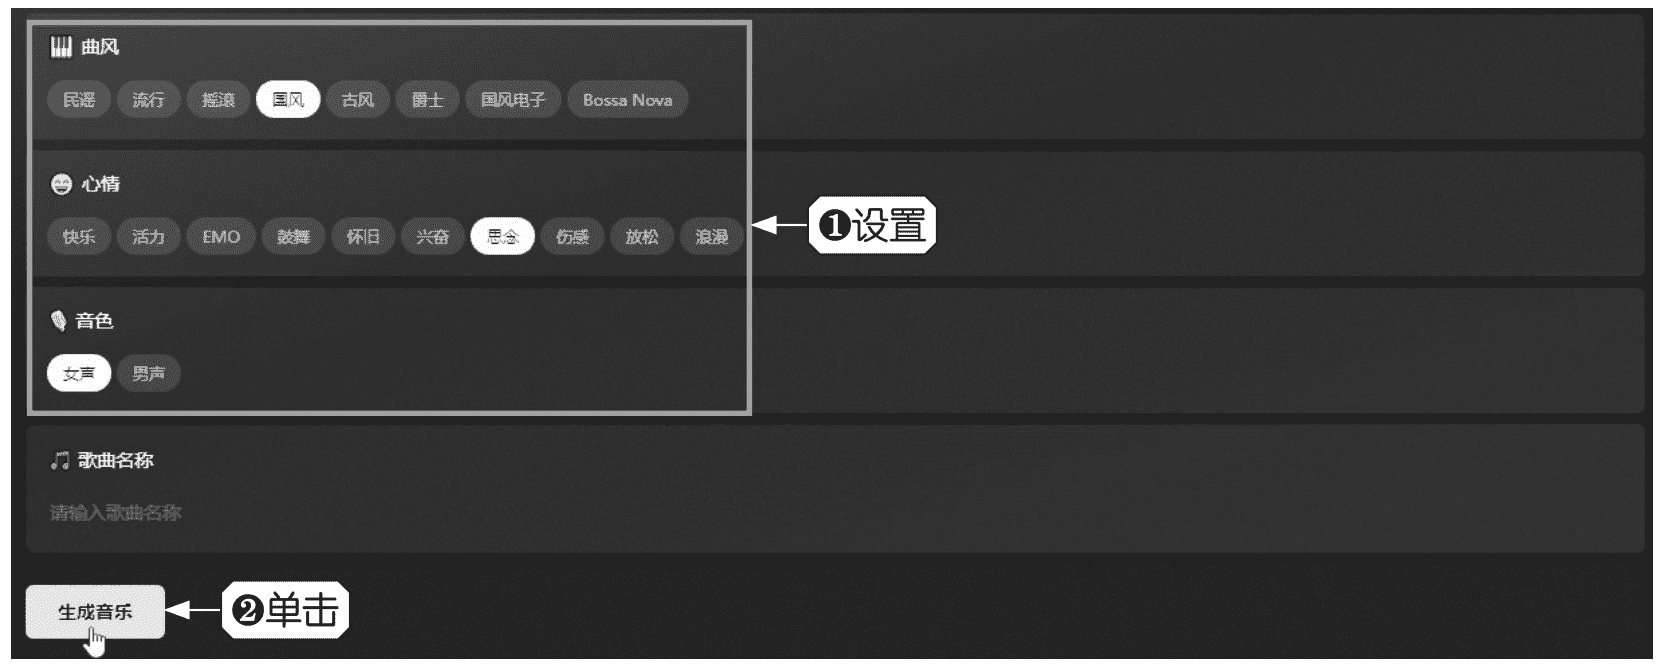 曲风
民谣 流行 摇滚 国风 古风 爵士 国风电子 Bossa Nova
心情
快乐 活力 EMO 鼓舞 怀旧 兴奋 思念 伤感 放松 浪漫
❶设置
音色
女声 男声
歌曲名称
请输入歌曲名称
生成音乐
❷单击